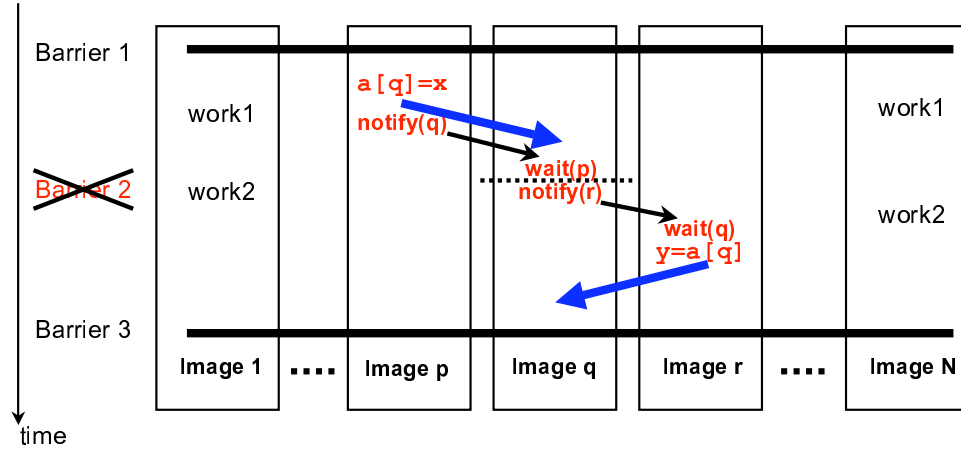 Barrier 1
a[q]=x
work1
work1
notify(q)
wait(p)
Barrier 2
work2
notify(r)
work2
wait(q)
y=a[q]
Barrier 3
Image 1
Image p
Image q
Image r
Image N
time